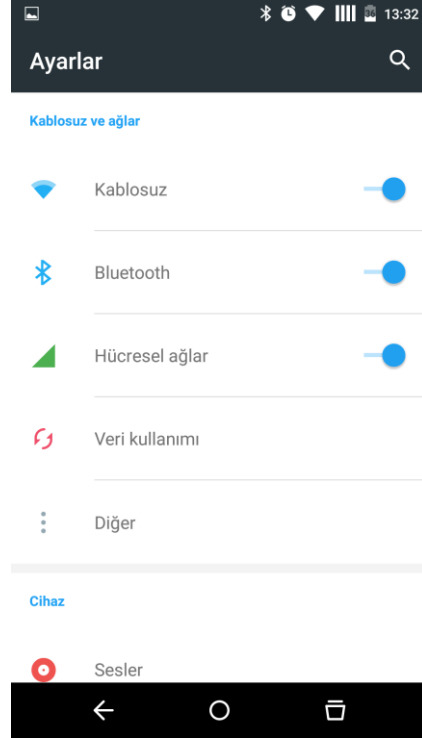 13:32
Ayarlar
Kablosuz ve ağlar
Kablosuz
Bluetooth
Hücresel ağlar
Veri kullanımı
Diğer
Cihaz
Sesler